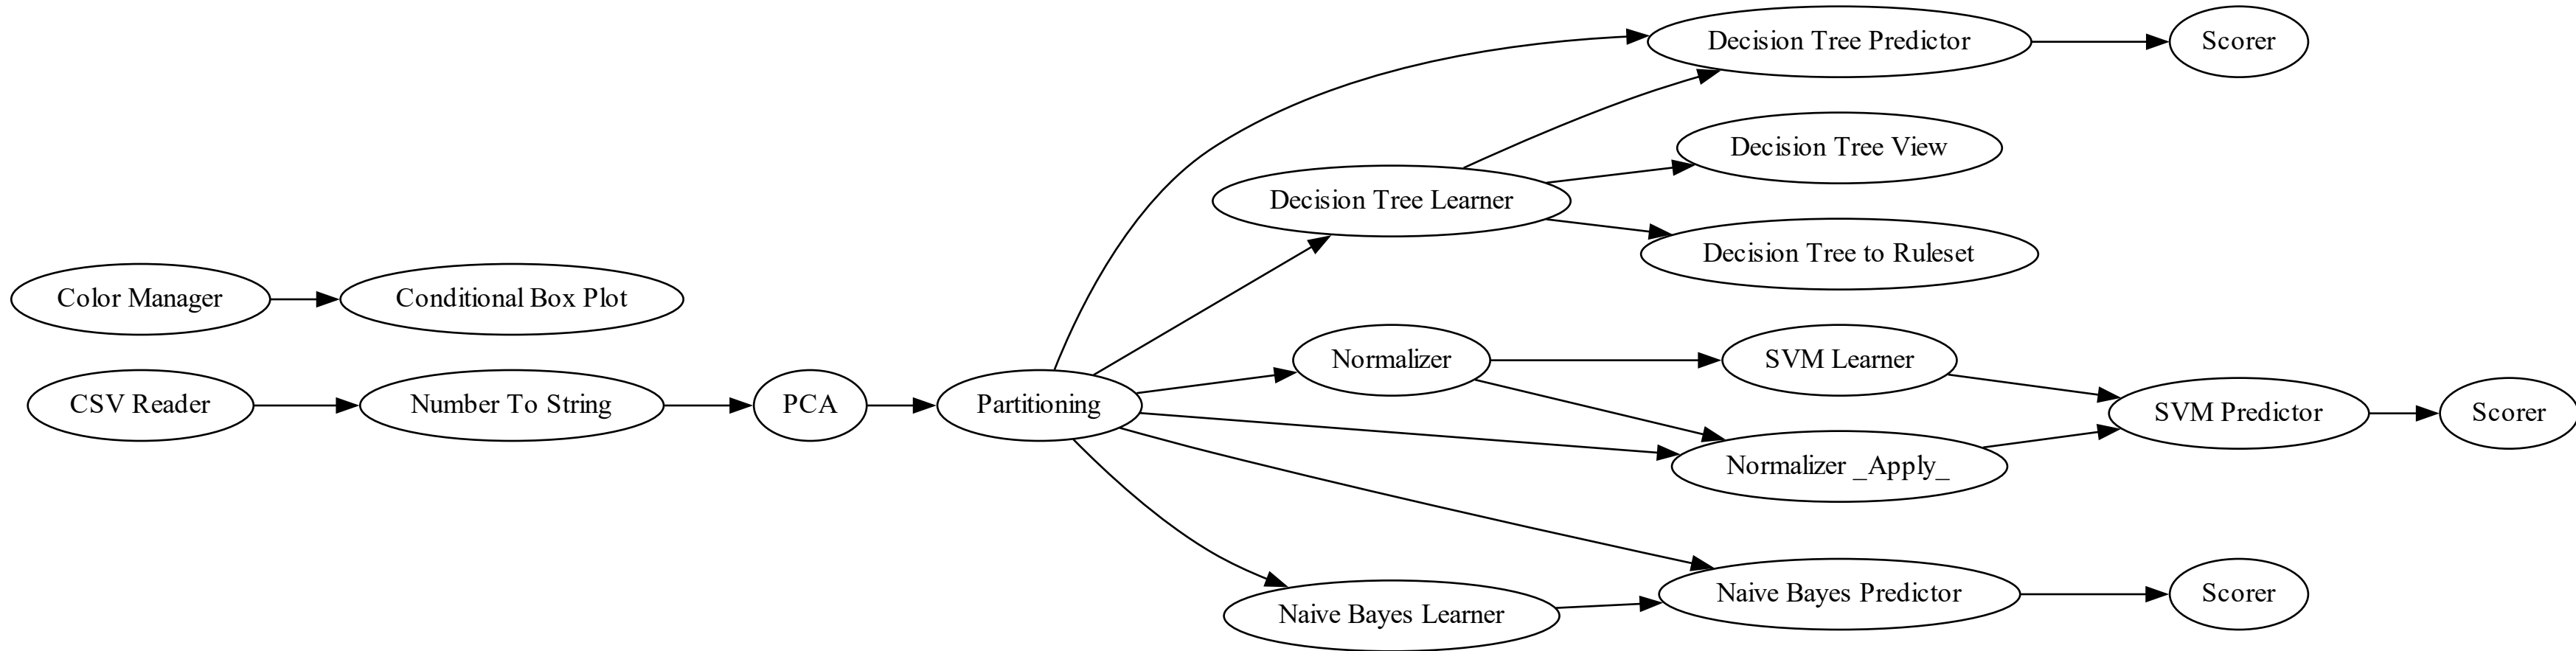 Decision Tree Predictor
Scorer
Decision Tree View
Decision Tree Learner
Decision Tree to Ruleset
Color Manager
Conditional Box Plot
Normalizer
SVM Learner
CSV Reader
Number To String
PCA
Partitioning
SVM Predictor
Scorer
Normalizer _Apply_
Naive Bayes Predictor
Scorer
Naive Bayes Learner